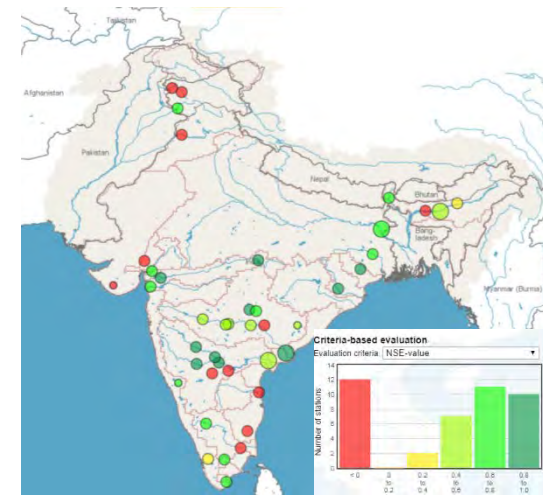 Tajikistan
Afghanistan
Pakistan
Nepal
Bhutan
Bang-
ladesh
Myanmar (Burma)
Criteria-based evaluation
Evaluation criteria: NSE-value
Number of stations
14
12
10
8
6
4
2
0
< 0
0
to
0.2
0.2
to
0.4
0.4
to
0.6
0.6
to
0.8
0.8
to
1.0